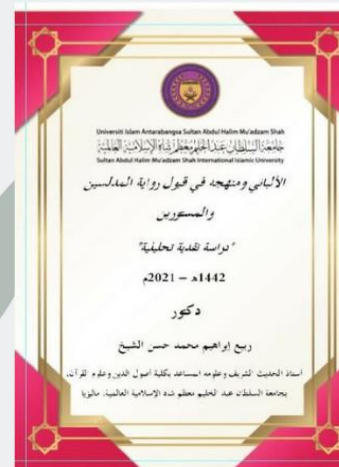 Universiti Islam Antarabangsa Sultan Abdul Halim Mu'adzam Shah
جامعة السلطان عبد الحليم معظم شاه الإسلامية العالمية
Sultan Abdul Halim Mu'adzam Shah International Islamic University
الألباني ومنهجه في قبول رواية المدلسين
والمستورين
"دراسة نقدية تحليلية"
1442ه – 2021م
دكتور
ربيع إبراهيم محمد حسن الشيخ
أستاذ الحديث الشريف وعلومه المساعد بكلية أصول الدين وعلوم القرآن،
بجامعة السلطان عبد الحليم معظم شاه الإسلامية العالمية، ماليزيا